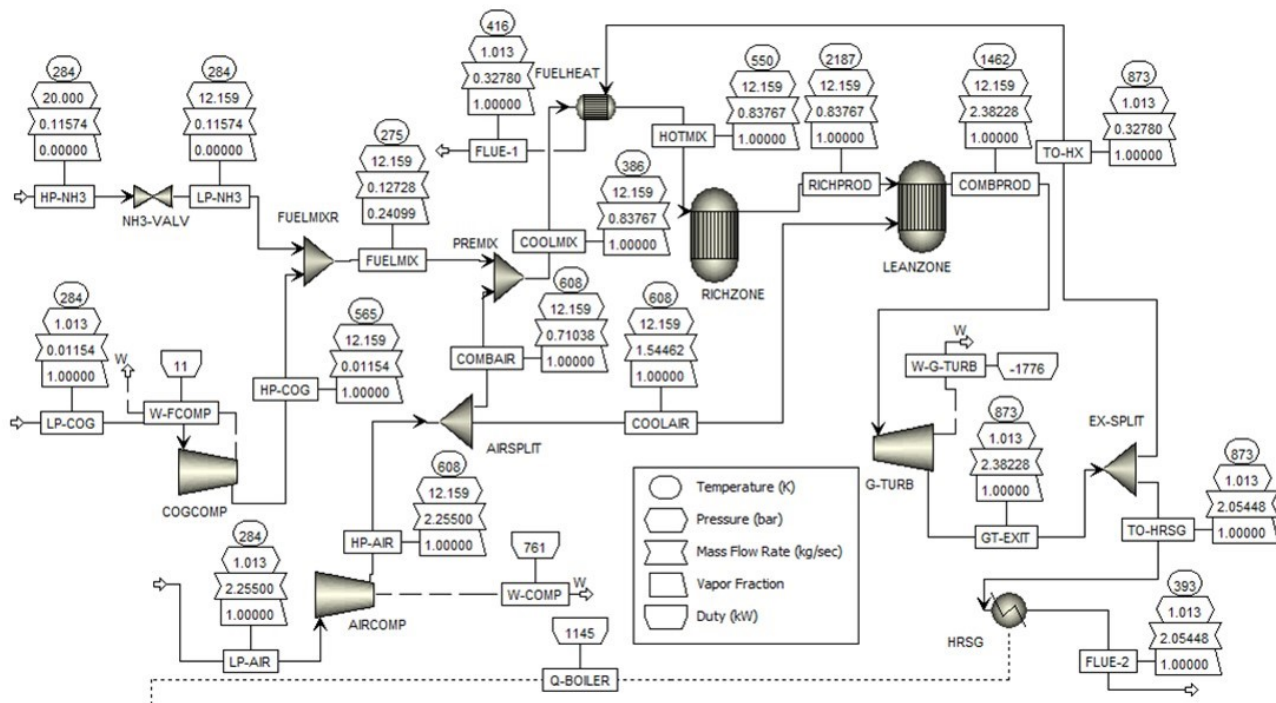 284
20.000
0.11574
0.00000
HP-NH3
NH3-VALV
284
12.159
0.11574
0.00000
LP-NH3
FUELMIXR
275
12.159
0.12728
0.24099
FUELMIX
416
1.013
0.32780
1.00000
FLUE-1
FUELHEAT
PREMIX
386
12.159
0.83767
1.00000
COOLMIX
550
12.159
0.83767
1.00000
HOTMIX
RICHZONE
2187
12.159
0.83767
1.00000
RICHPROD
LEANZONE
1462
12.159
2.38228
1.00000
COMBPROD
873
1.013
0.32780
1.00000
TO-HX
284
1.013
0.01154
1.00000
LP-COG
W
11
W-FCOMP
COGCOMP
565
12.159
0.01154
1.00000
HP-COG
608
12.159
0.71038
1.00000
COMBAIR
608
12.159
1.54462
1.00000
COOLAIR
AIRSPLIT
608
12.159
2.25500
1.00000
HP-AIR
284
1.013
2.25500
1.00000
LP-AIR
AIRCOMP
761
W-COMP
W
1145
Q-BOILER
Temperature (K)
Pressure (bar)
Mass Flow Rate (kg/sec)
Vapor Fraction
Duty (kW)
W
W-G-TURB
-1776
G-TURB
873
1.013
2.38228
1.00000
GT-EXIT
EX-SPLIT
873
1.013
2.05448
1.00000
TO-HRSG
HRSG
393
1.013
2.05448
1.00000
FLUE-2